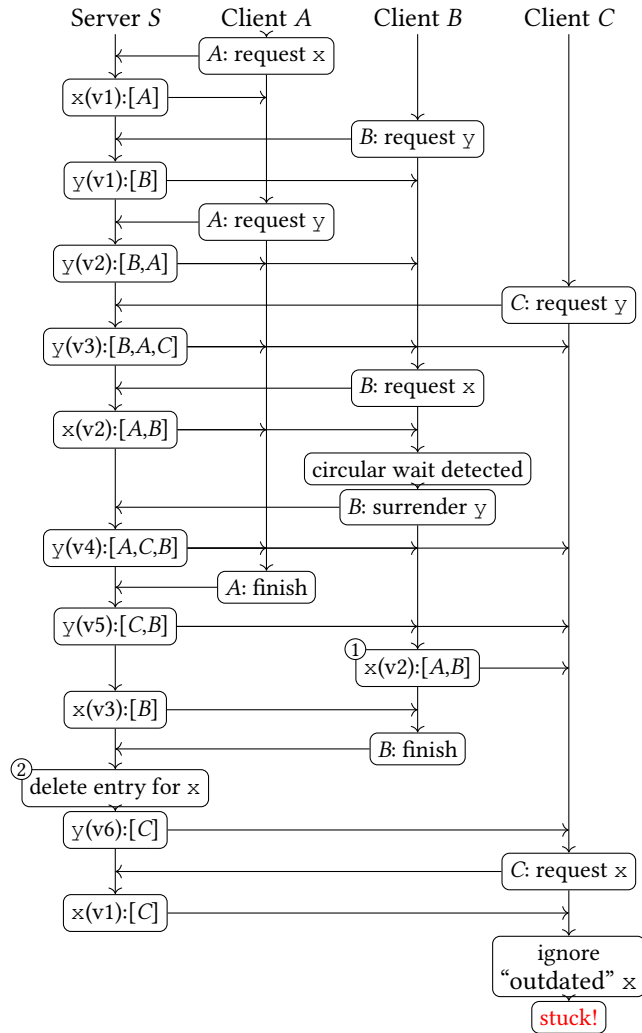 Server S Client A Client B Client C
A: request x
x(v1):[A]
B: request y
y(v1):[B]
A: request y
y(v2):[B,A]
C: request y
y(v3):[B,A,C]
B: request x
x(v2):[A,B]
circular wait detected
B: surrender y
y(v4):[A,C,B]
A: finish
y(v5):[C,B]
1
x(v2):[A,B]
x(v3):[B]
B: finish
2
delete entry for x
y(v6):[C]
C: request x
x(v1):[C]
ignore
“outdated” x
stuck!